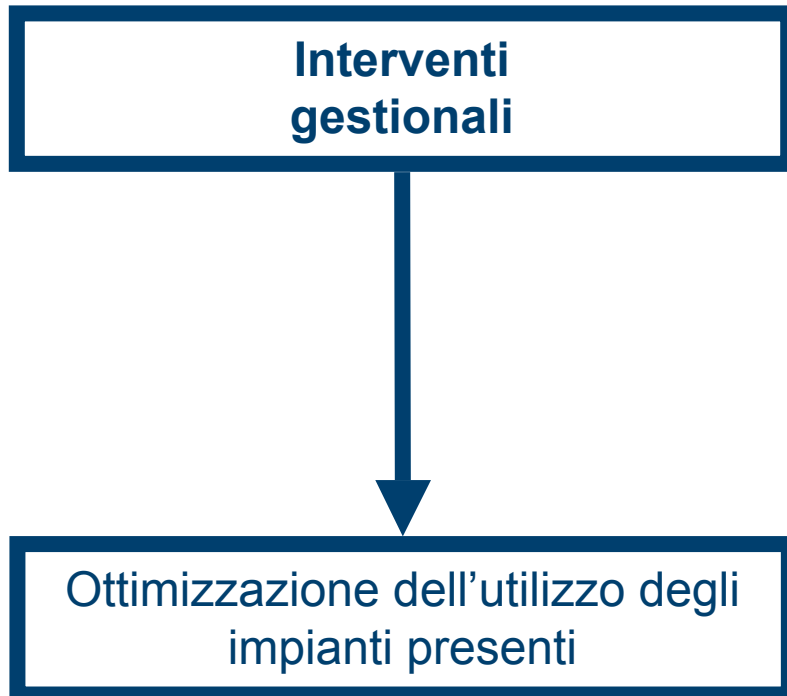 Interventi
gestionali
Ottimizzazione dell’utilizzo degli
impianti presenti